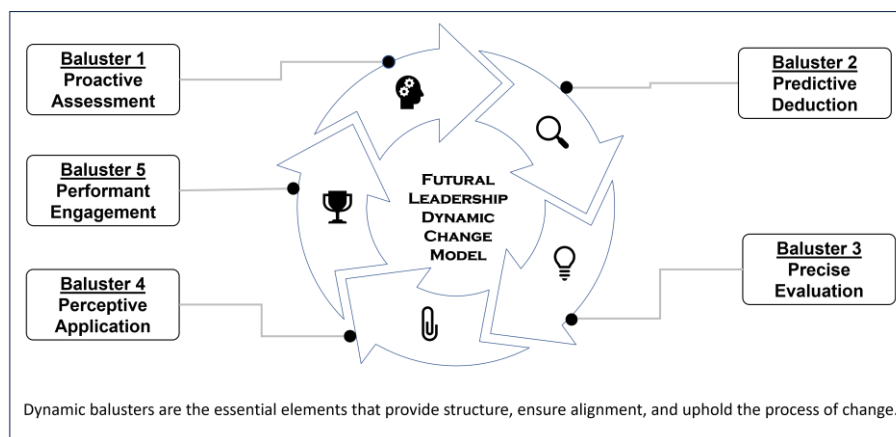 Baluster 1
Proactive
Assessment
Baluster 2
Predictive
Deduction
Baluster 5
Performant
Engagement
FUTURAL
LEADERSHIP
DYNAMIC
CHANGE
MODEL
Baluster 3
Precise
Evaluation
Baluster 4
Perceptive
Application
Dynamic balusters are the essential elements that provide structure, ensure alignment, and uphold the process of change.